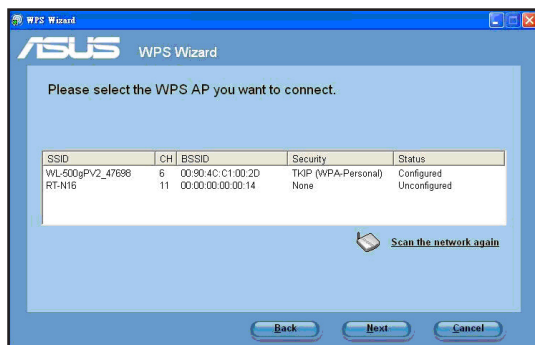 WPS Wizard
ASUS WPS Wizard
Please select the WPS AP you want to connect.
SSID CH BSSID Security Status
WL-500gPV2_47698 6 00:90:4C:C1:00:2D TKIP (WPA-Personal) Configured
RT-N16 11 00:00:00:00:00:14 None Unconfigured
Scan the network again
Back Next Cancel